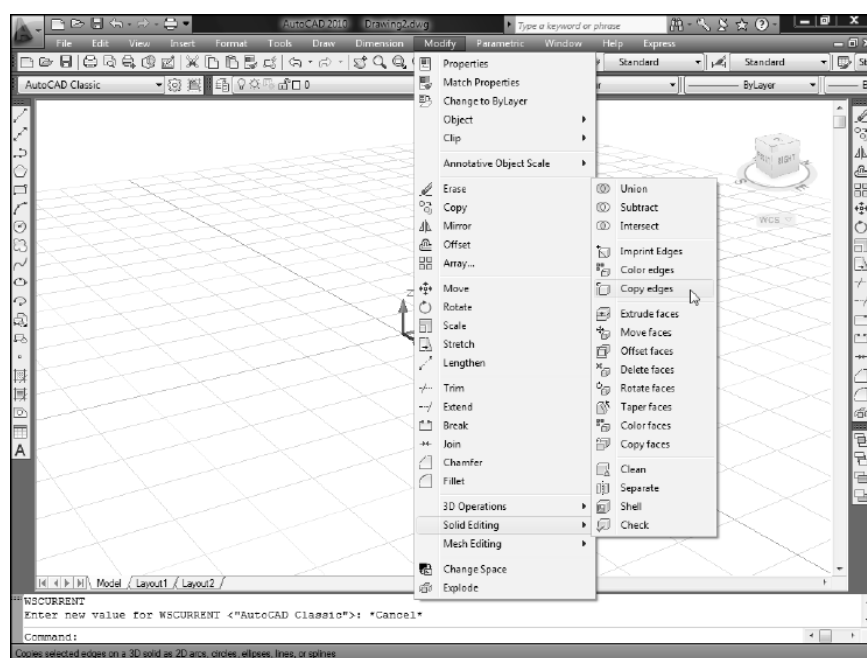 AutoCAD 2010 Drawing2.dwg
Type a keyword or phrase
File Edit View Insert Format Tools Draw Dimension Modify Parametric Window Help Express
Standard
Standard
St
AutoCAD Classic
0
ByLayer
Properties
Match Properties
Change to ByLayer
Object
Clip
Annotative Object Scale
Erase
Copy
Mirror
Offset
Array...
Move
Rotate
Scale
Stretch
Lengthen
Trim
Extend
Break
Join
Chamfer
Fillet
3D Operations
Solid Editing
Mesh Editing
Change Space
Explode
Union
Subtract
Intersect
Imprint Edges
Color edges
Copy edges
Extrude faces
Move faces
Offset faces
Delete faces
Rotate faces
Taper faces
Color faces
Copy faces
Clean
Separate
Shell
Check
RIGHT
WCS
Z
A
Model Layout1 Layout2
WSCURRENT
Enter new value for WSCURRENT <"AutoCAD Classic">: *Cancel*
Command:
Copies selected edges on a 3D solid as 2D arcs, circles, ellipses, lines, or splines